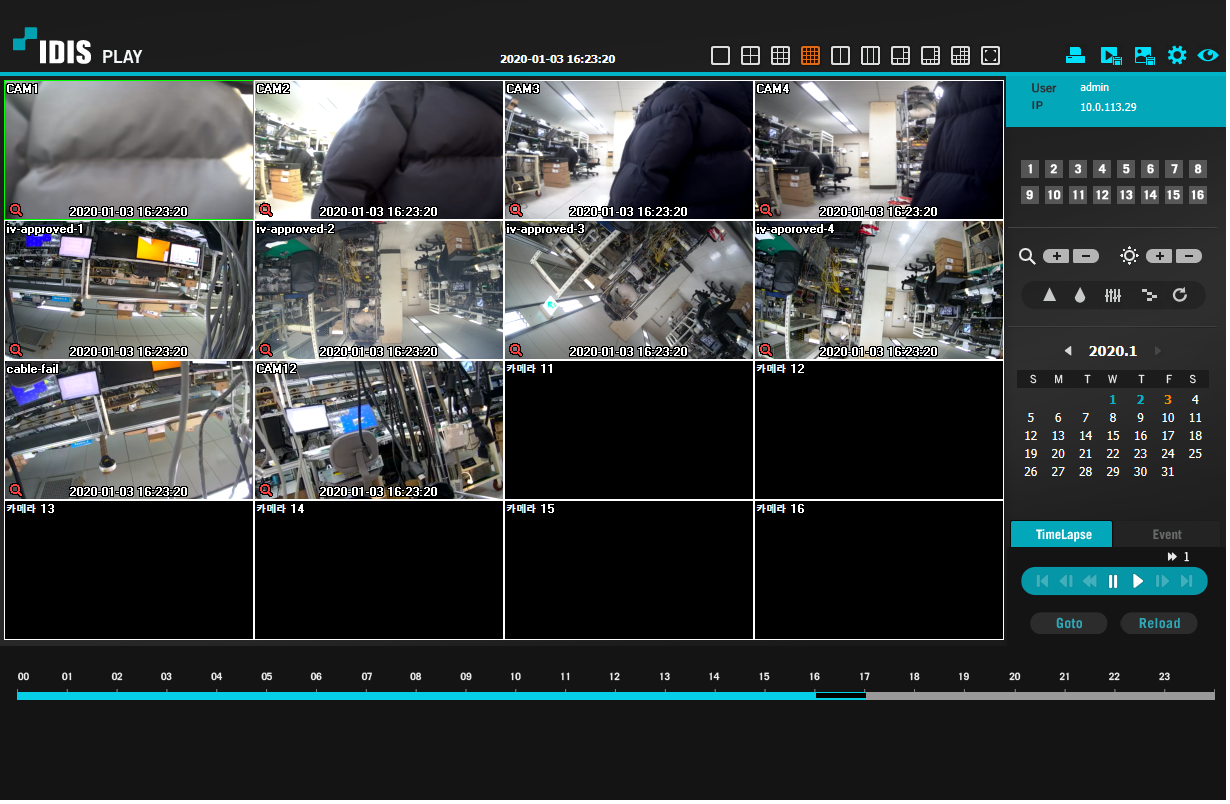 IDIS PLAY
2020-01-03 16:23:20
User admin
IP 10.0.113.29
CAM1
2020-01-03 16:23:20
CAM2
2020-01-03 16:23:20
CAM3
2020-01-03 16:23:20
CAM4
2020-01-03 16:23:20
iv-approved-1
2020-01-03 16:23:20
iv-approved-2
2020-01-03 16:23:20
iv-approved-3
2020-01-03 16:23:20
iv-aporoved-4
2020-01-03 16:23:20
cable-fail
2020-01-03 16:23:20
CAM12
2020-01-03 16:23:20
카메라 11
카메라 12
카메라 13
카메라 14
카메라 15
카메라 16
1 2 3 4 5 6 7 8
9 10 11 12 13 14 15 16
2020.1
S M T W T F S
1 2 3 4
5 6 7 8 9 10 11
12 13 14 15 16 17 18
19 20 21 22 23 24 25
26 27 28 29 30 31
TimeLapse Event
1
Goto Reload
00 01 02 03 04 05 06 07 08 09 10 11 12 13 14 15 16 17 18 19 20 21 22 23